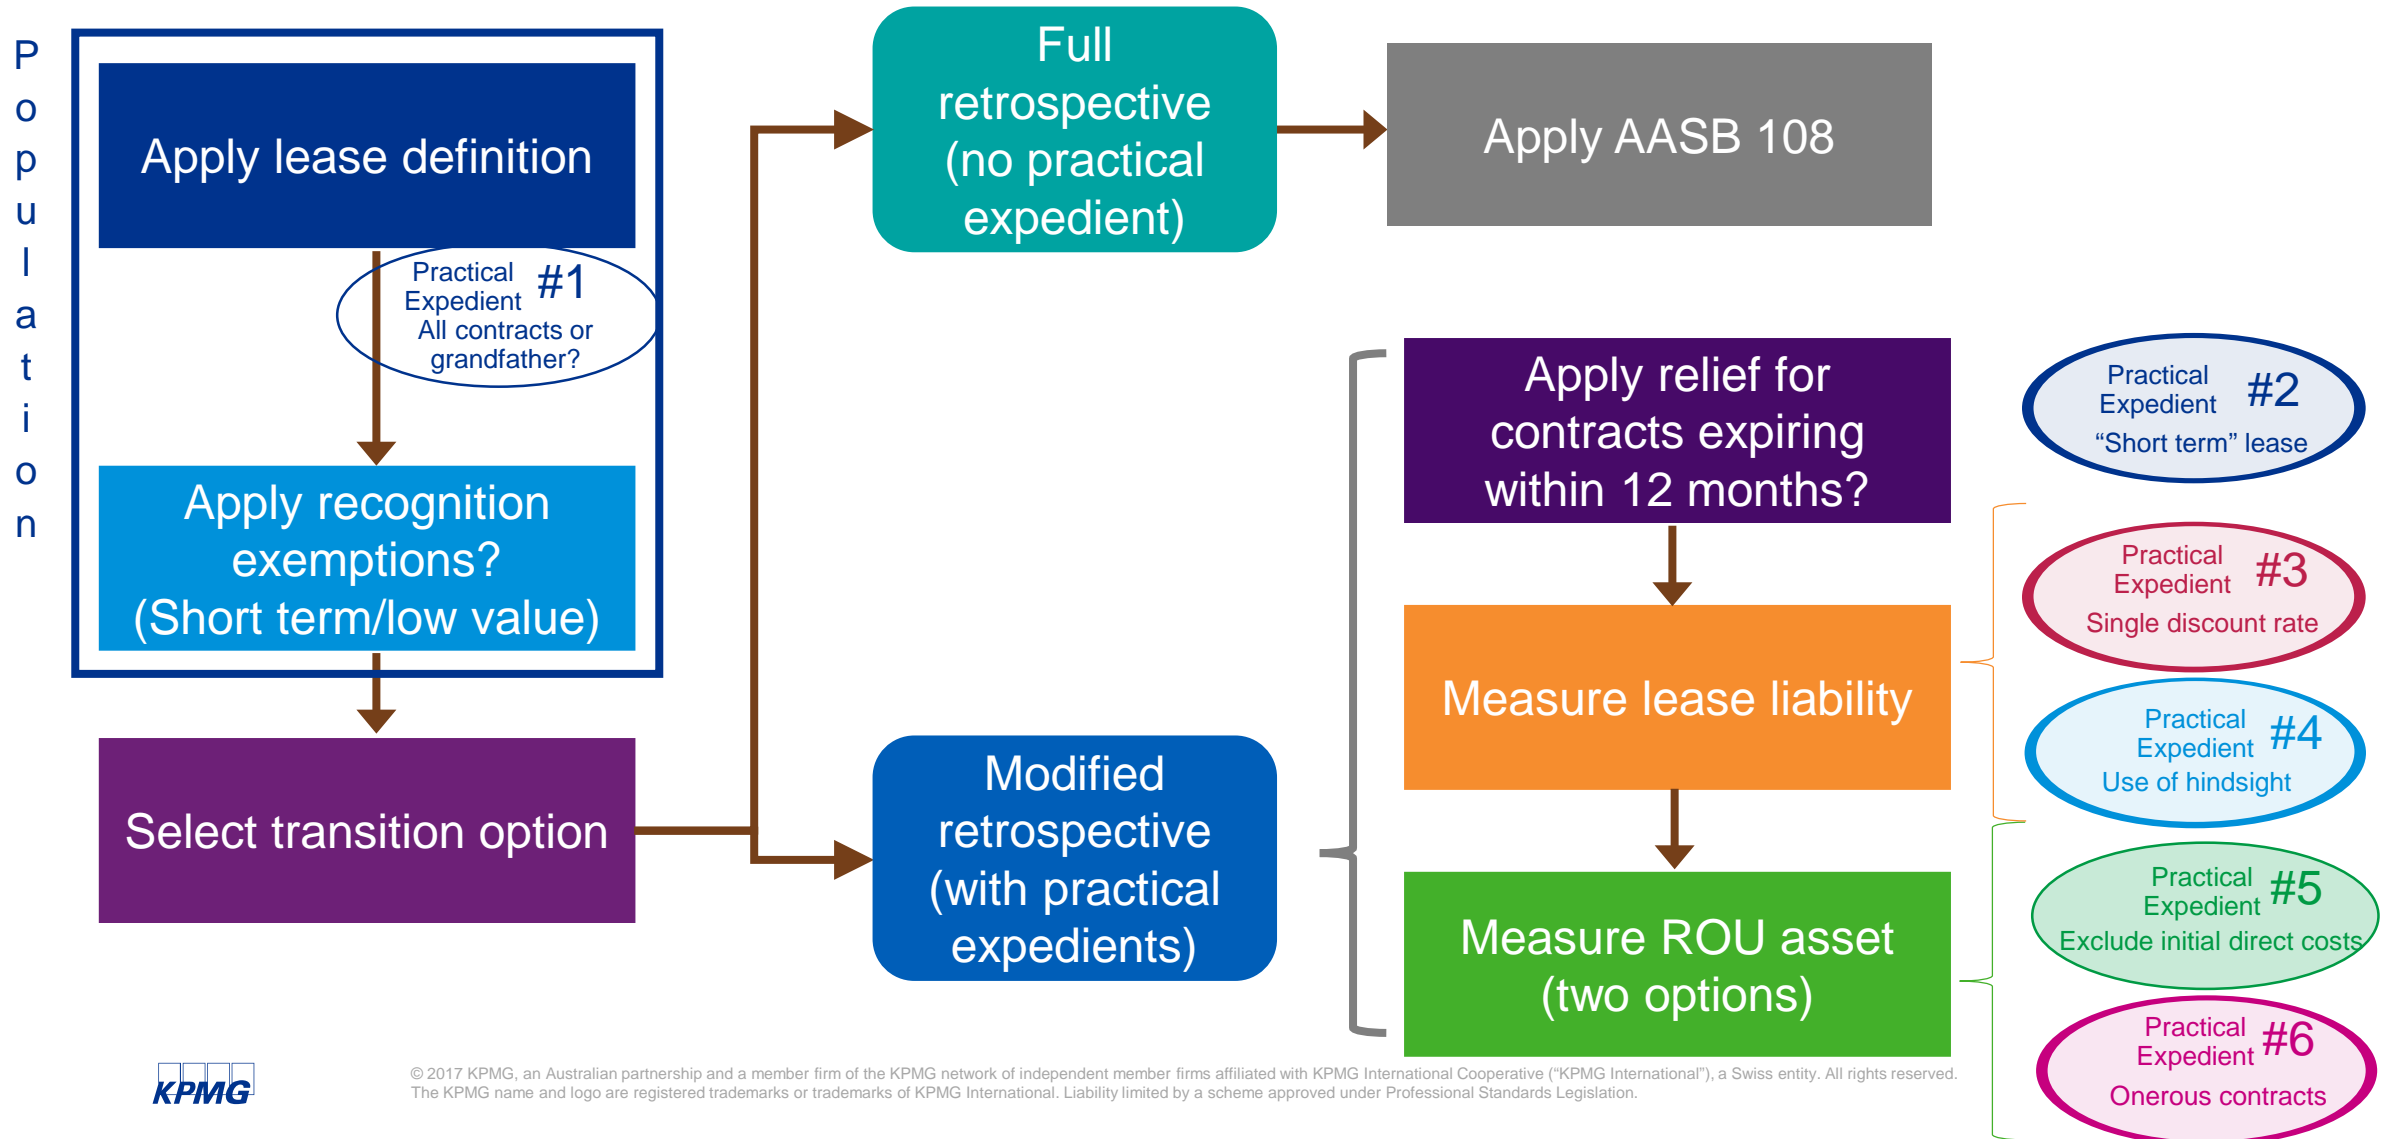 Population
Apply lease definition
Practical
Expedient #1
All contracts or
grandfather?
Apply recognition
exemptions?
(Short term/low value)
Select transition option
Full
retrospective
(no practical
expedient)
Apply AASB 108
Modified
retrospective
(with practical
expedients)
Apply relief for
contracts expiring
within 12 months?
Measure lease liability
Measure ROU asset
(two options)
Practical
Expedient #2
“Short term” lease
Practical
Expedient #3
Single discount rate
Practical
Expedient #4
Use of hindsight
Practical
Expedient #5
Exclude initial direct costs
Practical
Expedient #6
Onerous contracts
KPMG
© 2017 KPMG, an Australian partnership and a member firm of the KPMG network of independent member firms affiliated with KPMG International Cooperative (“KPMG International”), a Swiss entity. All rights reserved.
The KPMG name and logo are registered trademarks or trademarks of KPMG International. Liability limited by a scheme approved under Professional Standards Legislation.